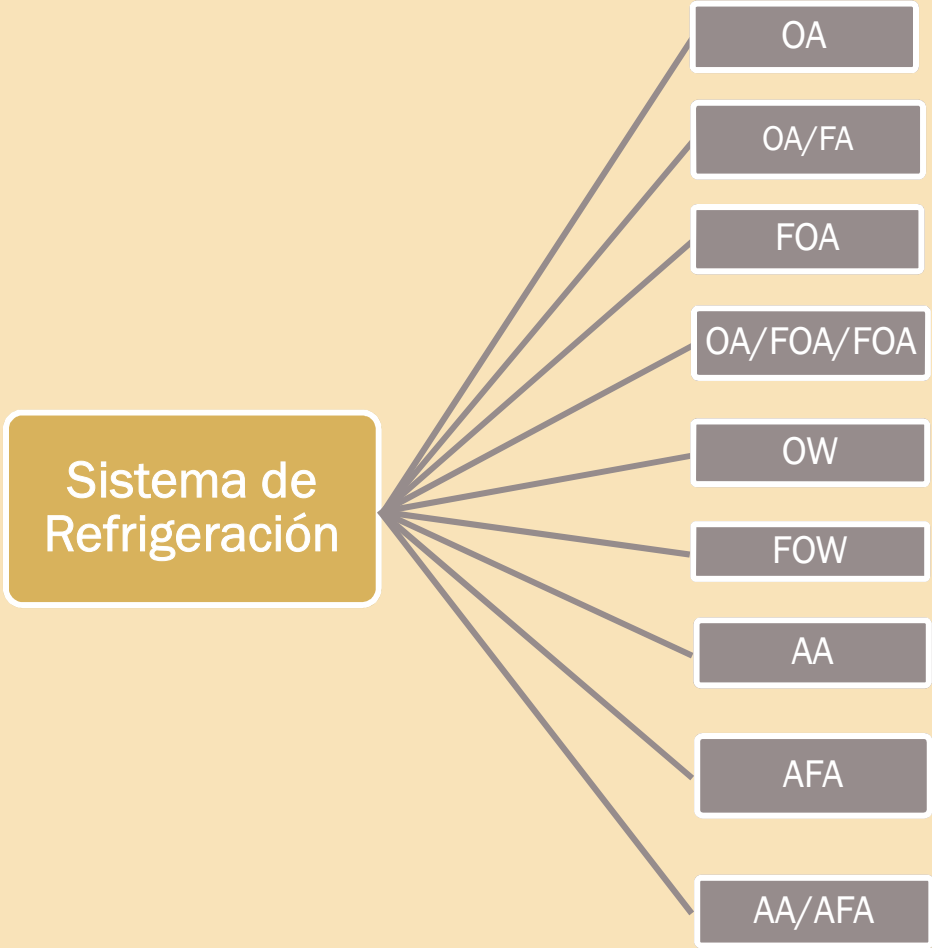 OA
OA/FA
FOA
OA/FOA/FOA
Sistema de
Refrigeración
OW
FOW
AA
AFA
AA/AFA